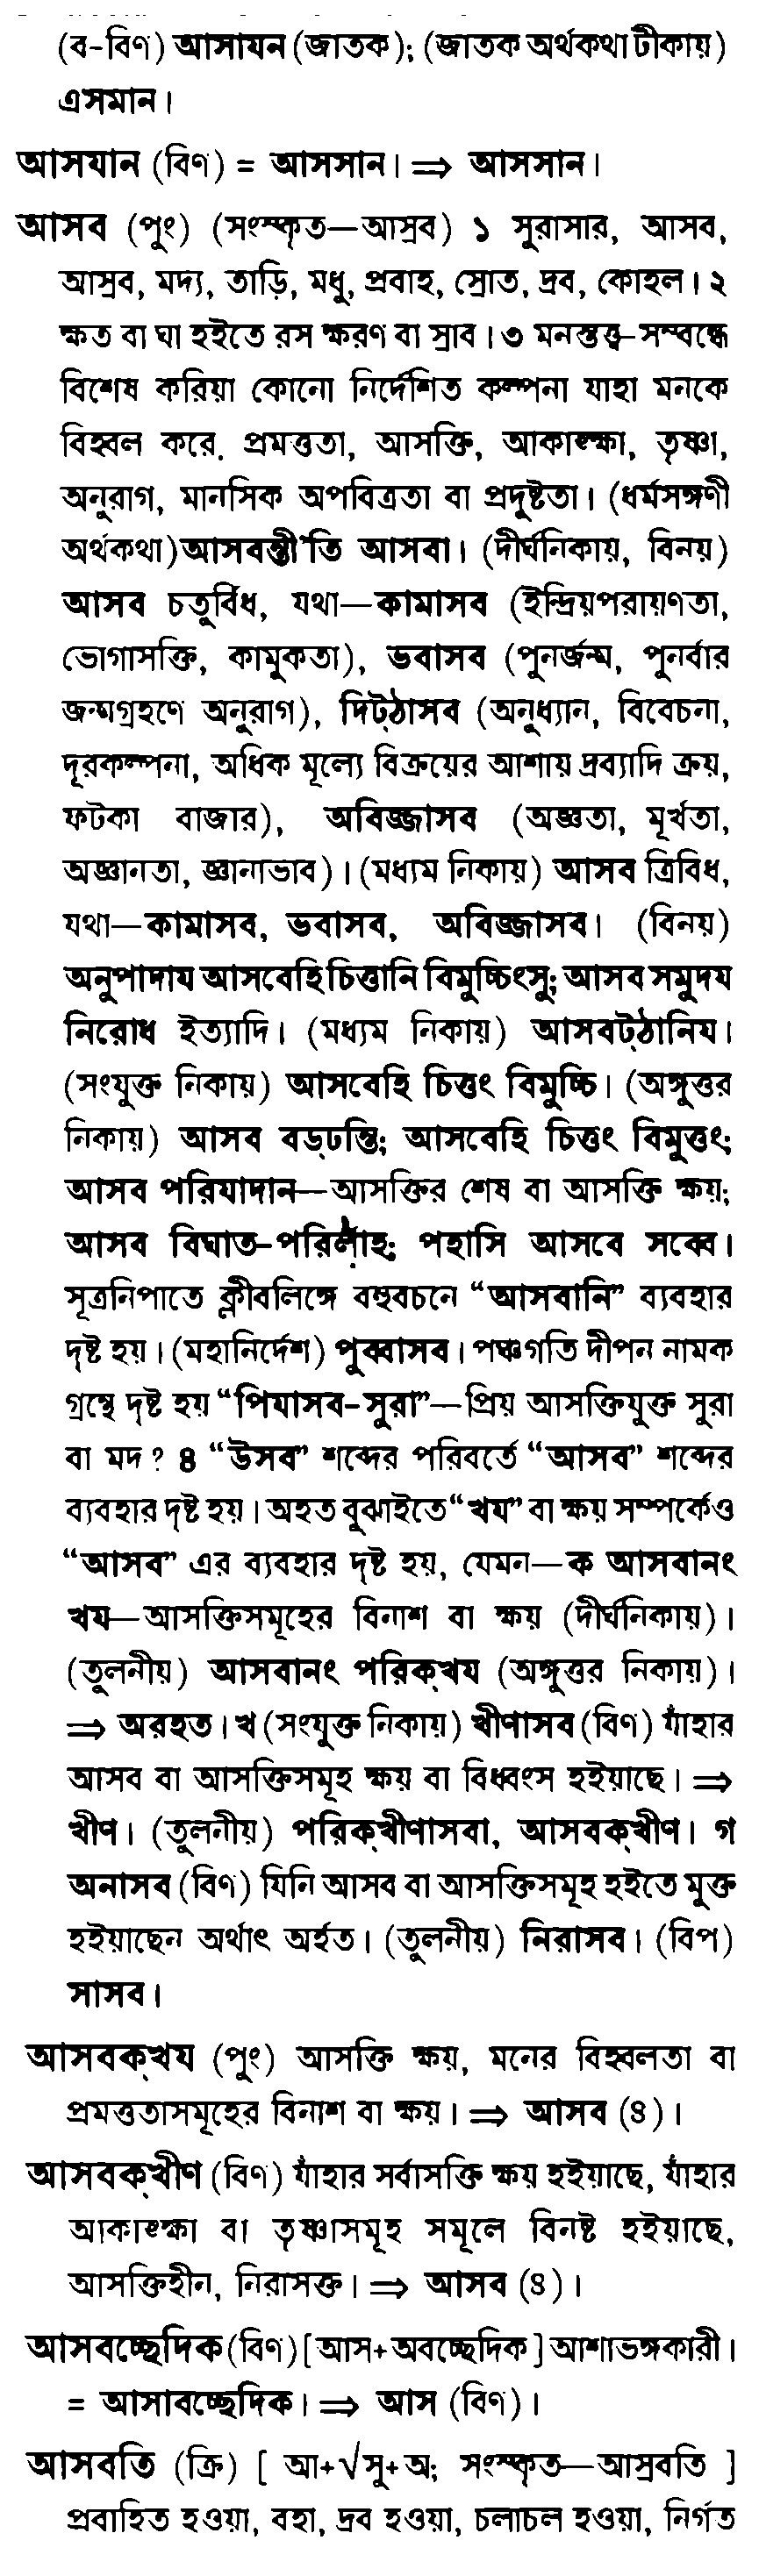 (ব-বিণ) আসাযন (জাতক); (জাতক অর্থকথা টীকায়)
এসমান।
আসযান (বিণ) = আসসান। ⇒ আসসান।
আসব (পুং) (সংস্কৃত—আস্রব) ১ সুরাসার, আসব,
আস্রব, মদ্য, তাড়ি, মধু, প্রবাহ, স্রোত, দ্রব, কোহল। ২
ক্ষত বা ঘা হইতে রস ক্ষরণ বা স্রাব। ৩ মনস্তত্ত্ব-সম্বন্ধে
বিশেষ করিয়া কোনো নির্দেশিত কল্পনা যাহা মনকে
বিহ্বল করে, প্রমত্ততা, আসক্তি, আকাঙ্ক্ষা, তৃষ্ণা,
অনুরাগ, মানসিক অপবিত্রতা বা প্রদুষ্টতা। (ধর্মসঙ্গণী
অর্থকথা) আসবন্তীতি আসবা। (দীর্ঘনিকায়, বিনয়)
আসব চতুর্বিধ, যথা—কামাসব (ইন্দ্রিয়পরায়ণতা,
ভোগাসক্তি, কামুকতা), ভবাসব (পুনর্জন্ম, পুনর্বার
জন্মগ্রহণে অনুরাগ), দিট্‌ঠাসব (অনুধ্যান, বিবেচনা,
দূরকল্পনা, অধিক মূল্যে বিক্রয়ের আশায় দ্রব্যাদি ক্রয়,
ফটকা বাজার), অবিজ্জাসব (অজ্ঞতা, মূর্খতা,
অজ্ঞানতা, জ্ঞানাভাব)। (মধ্যম নিকায়) আসব ত্রিবিধ,
যথা—কামাসব, ভবাসব, অবিজ্জাসব। (বিনয়)
অনুপাদায আসবেহি চিত্তানি বিমুচ্চিংসু; আসব সমুদয
নিরোধ ইত্যাদি। (মধ্যম নিকায়) আসবট্‌ঠানিয।
(সংযুক্ত নিকায়) আসবেহি চিত্তং বিমুচ্চি। (অঙ্গুত্তর
নিকায়) আসব বড্‌ঢন্তি; আসবেহি চিত্তং বিমুত্তং;
আসব পরিযাদান—আসক্তির শেষ বা আসক্তি ক্ষয়;
আসব বিঘাত-পরিলাহ; পহাসি আসবে সব্বে।
সূত্রনিপাতে ক্লীবলিঙ্গে বহুবচনে “আসবানি” ব্যবহার
দৃষ্ট হয়। (মহানির্দেশ) পুব্বাসব। পঞ্চগতি দীপন নামক
গ্রন্থে দৃষ্ট হয় “পিযাসব-সুরা”—প্রিয় আসক্তিযুক্ত সুরা
বা মদ? ৪ “উসব” শব্দের পরিবর্তে “আসব” শব্দের
ব্যবহার দৃষ্ট হয়। অহত বুঝাইতে “খয” বা ক্ষয় সম্পর্কেও
“আসব” এর ব্যবহার দৃষ্ট হয়, যেমন—ক আসবানং
খয—আসক্তিসমূহের বিনাশ বা ক্ষয় (দীর্ঘনিকায়)।
(তুলনীয়) আসবানং পরিক্‌খয (অঙ্গুত্তর নিকায়)।
⇒ অরহত। খ (সংযুক্ত নিকায়) খীণাসব (বিণ) যাঁহার
আসব বা আসক্তিসমূহ ক্ষয় বা বিধ্বংস হইয়াছে। ⇒
খীণ। (তুলনীয়) পরিক্‌খীণাসবা, আসবক্‌খীণ। গ
অনাসব (বিণ) যিনি আসব বা আসক্তিসমূহ হইতে মুক্ত
হইয়াছেন অর্থাৎ অর্হত। (তুলনীয়) নিরাসব। (বিপ)
সাসব।
আসবক্‌খয (পুং) আসক্তি ক্ষয়, মনের বিহ্বলতা বা
প্রমত্ততাসমূহের বিনাশ বা ক্ষয়। ⇒ আসব (৪)।
আসবক্‌খীণ (বিণ) যাঁহার সর্বাসক্তি ক্ষয় হইয়াছে, যাঁহার
আকাঙ্ক্ষা বা তৃষ্ণাসমূহ সমূলে বিনষ্ট হইয়াছে,
আসক্তিহীন, নিরাসক্ত। ⇒ আসব (৪)।
আসবচ্ছেদিক (বিণ) [আস+অবচ্ছেদিক] আশাভঙ্গকারী।
= আসাবচ্ছেদিক। ⇒ আস (বিণ)।
আসবতি (ক্রি) [ আ+√সু+অ; সংস্কৃত—আস্রবতি ]
প্রবাহিত হওয়া, বহা, দ্রব হওয়া, চলাচল হওয়া, নির্গত